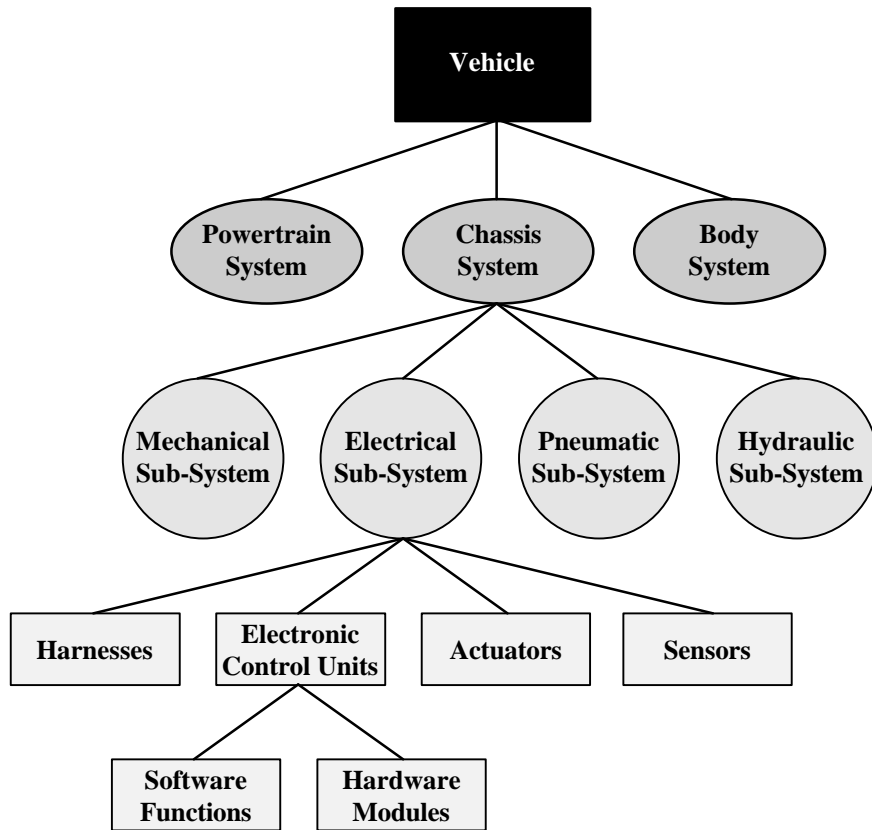 Vehicle
Powertrain
System
Chassis
System
Body
System
Mechanical
Sub-System
Electrical
Sub-System
Pneumatic
Sub-System
Hydraulic
Sub-System
Harnesses
Electronic
Control Units
Actuators
Sensors
Software
Functions
Hardware
Modules